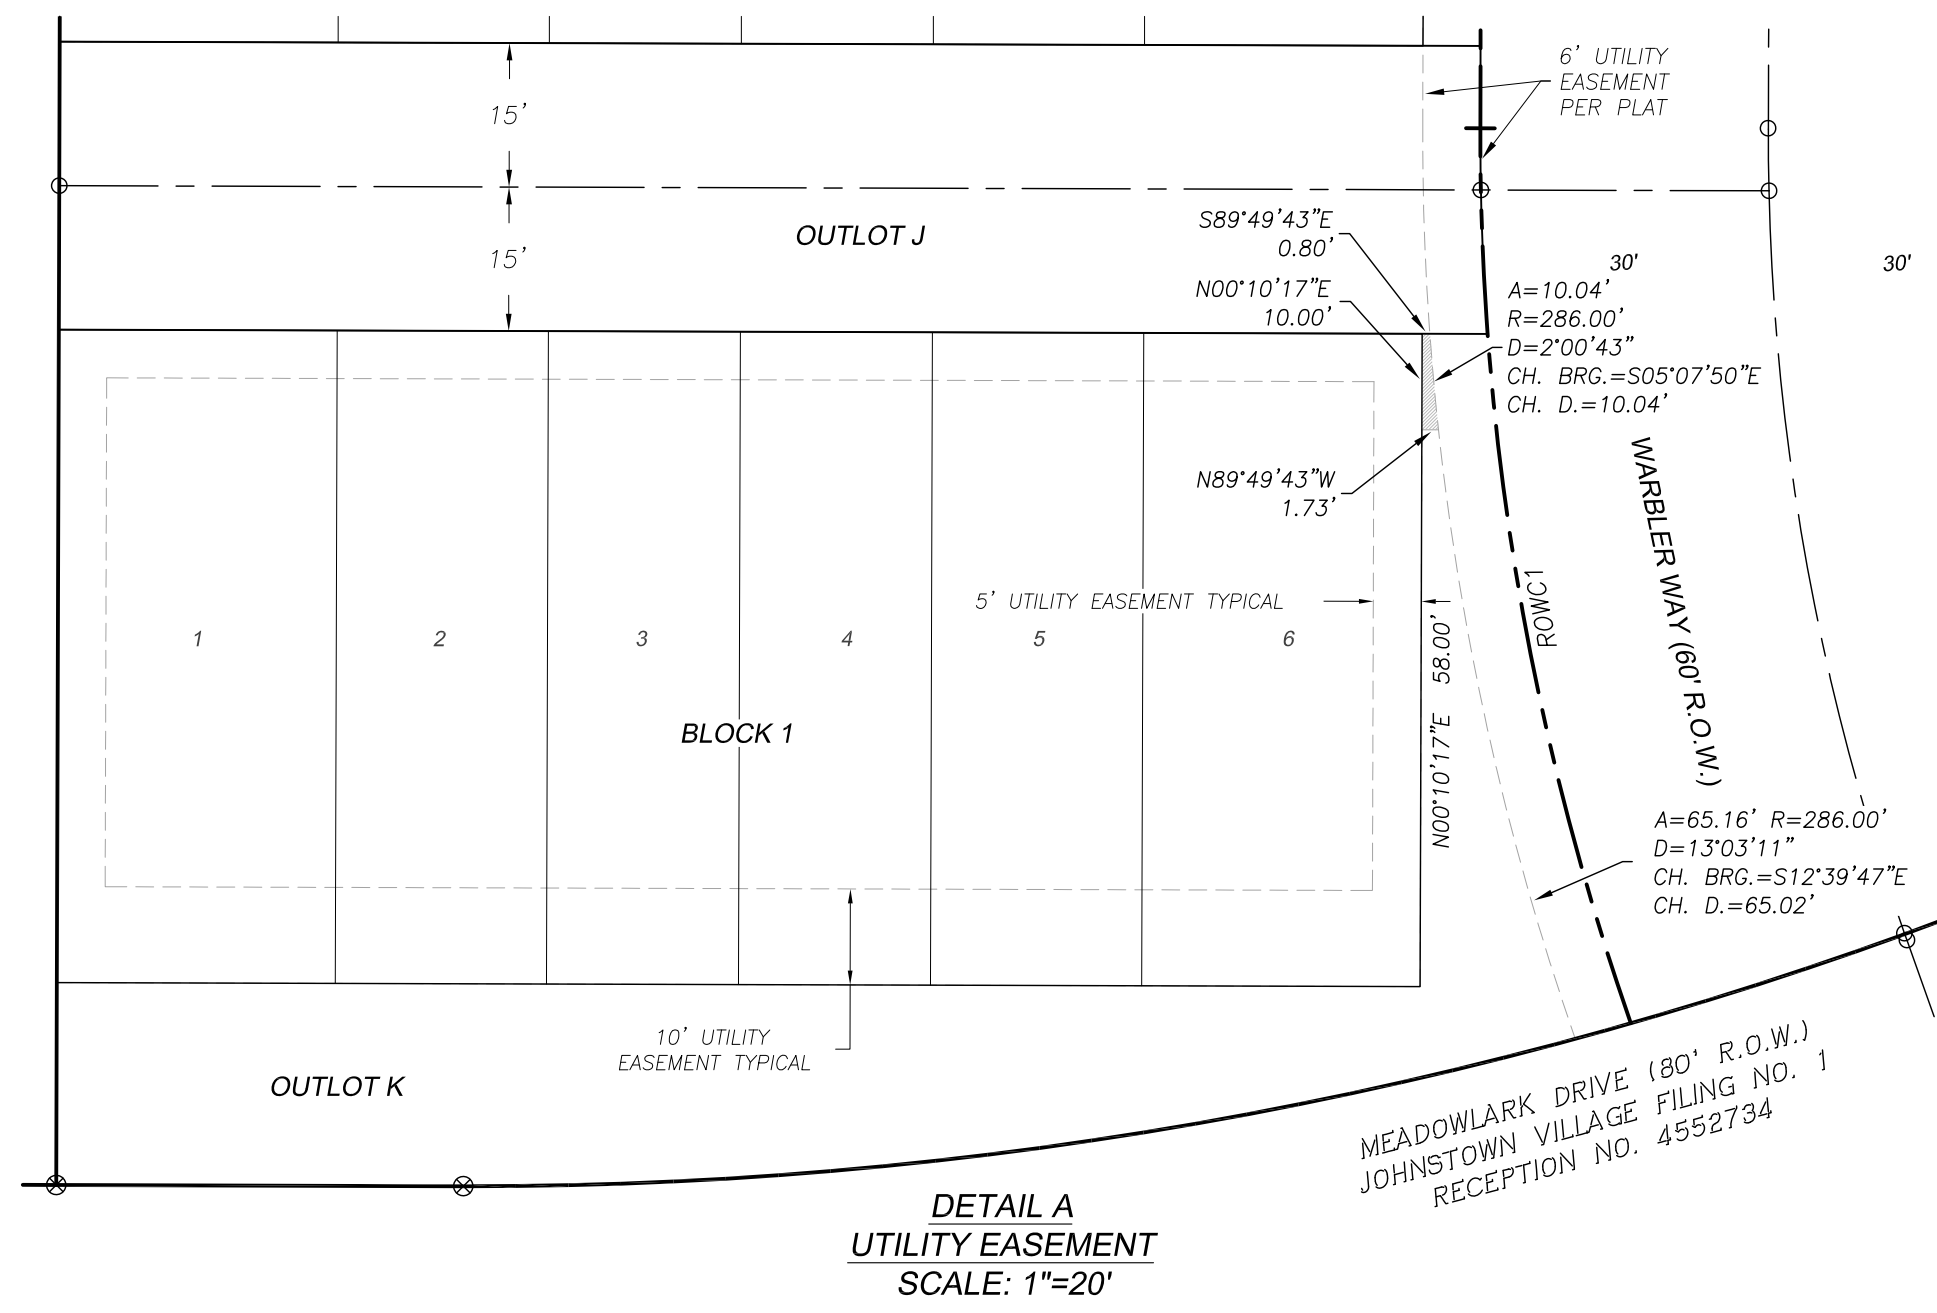 6' UTILITY
EASEMENT
PER PLAT
15'
15'
OUTLOT J
S89°49'43"E
0.80'
N00°10'17"E
10.00'
30'
30'
A=10.04'
R=286.00'
D=2°00'43"
CH. BRG.=S05°07'50"E
CH. D.=10.04'
N89°49'43"W
1.73'
WARBLER WAY (60' R.O.W.)
ROWC1
5' UTILITY EASEMENT TYPICAL
1
2
3
4
5
6
N00°10'17"E 58.00'
BLOCK 1
A=65.16' R=286.00'
D=13°03'11"
CH. BRG.=S12°39'47"E
CH. D.=65.02'
10' UTILITY
EASEMENT TYPICAL
OUTLOT K
MEADOWLARK DRIVE (80' R.O.W.)
JOHNSTOWN VILLAGE FILING NO. 1
RECEPTION NO. 4552734
DETAIL A
UTILITY EASEMENT
SCALE: 1"=20'